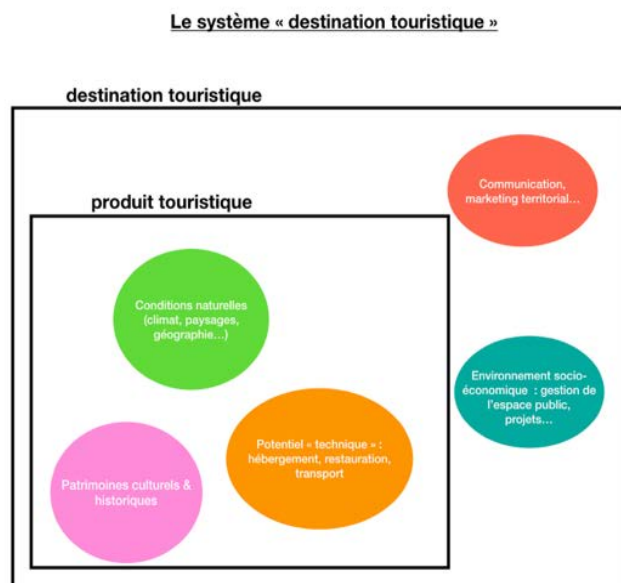 Le système « destination touristique »
destination touristique
Communication,
marketing territorial...
produit touristique
Conditions naturelles
(climat, paysages,
géographie...)
Environnement socio-
économique : gestion de
l'espace public,
projets...
Potentiel « technique » :
hébergement, restauration,
transport
Patrimoines culturels &
historiques